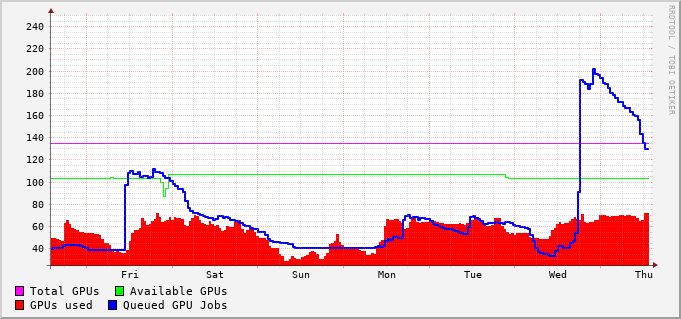 RRDTOOL / TOBI OETIKER
240
220
200
180
160
140
120
100
80
60
40
Fri Sat Sun Mon Tue Wed Thu
Total GPUs Available GPUs
GPUs used Queued GPU Jobs